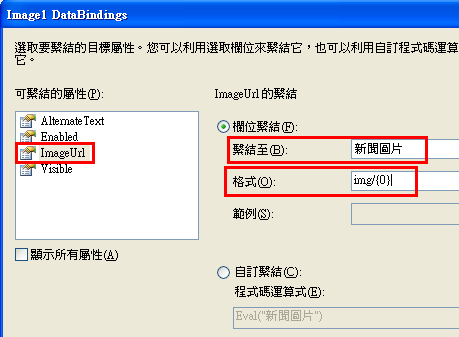 Image1 DataBindings
選取要繫結的目標屬性。您可以利用選取欄位來繫結它，也可以利用自訂程式碼運算
它。
可繫結的屬性(P):
AlternateText
Enabled
ImageUrl
Visible
顯示所有屬性(A)
ImageUrl 的繫結
欄位繫結(F):
繫結至(B): 新聞圖片
格式(O): img/{0}
範例(S):
自訂繫結(C):
程式碼運算式(E):
Eval("新聞圖片")